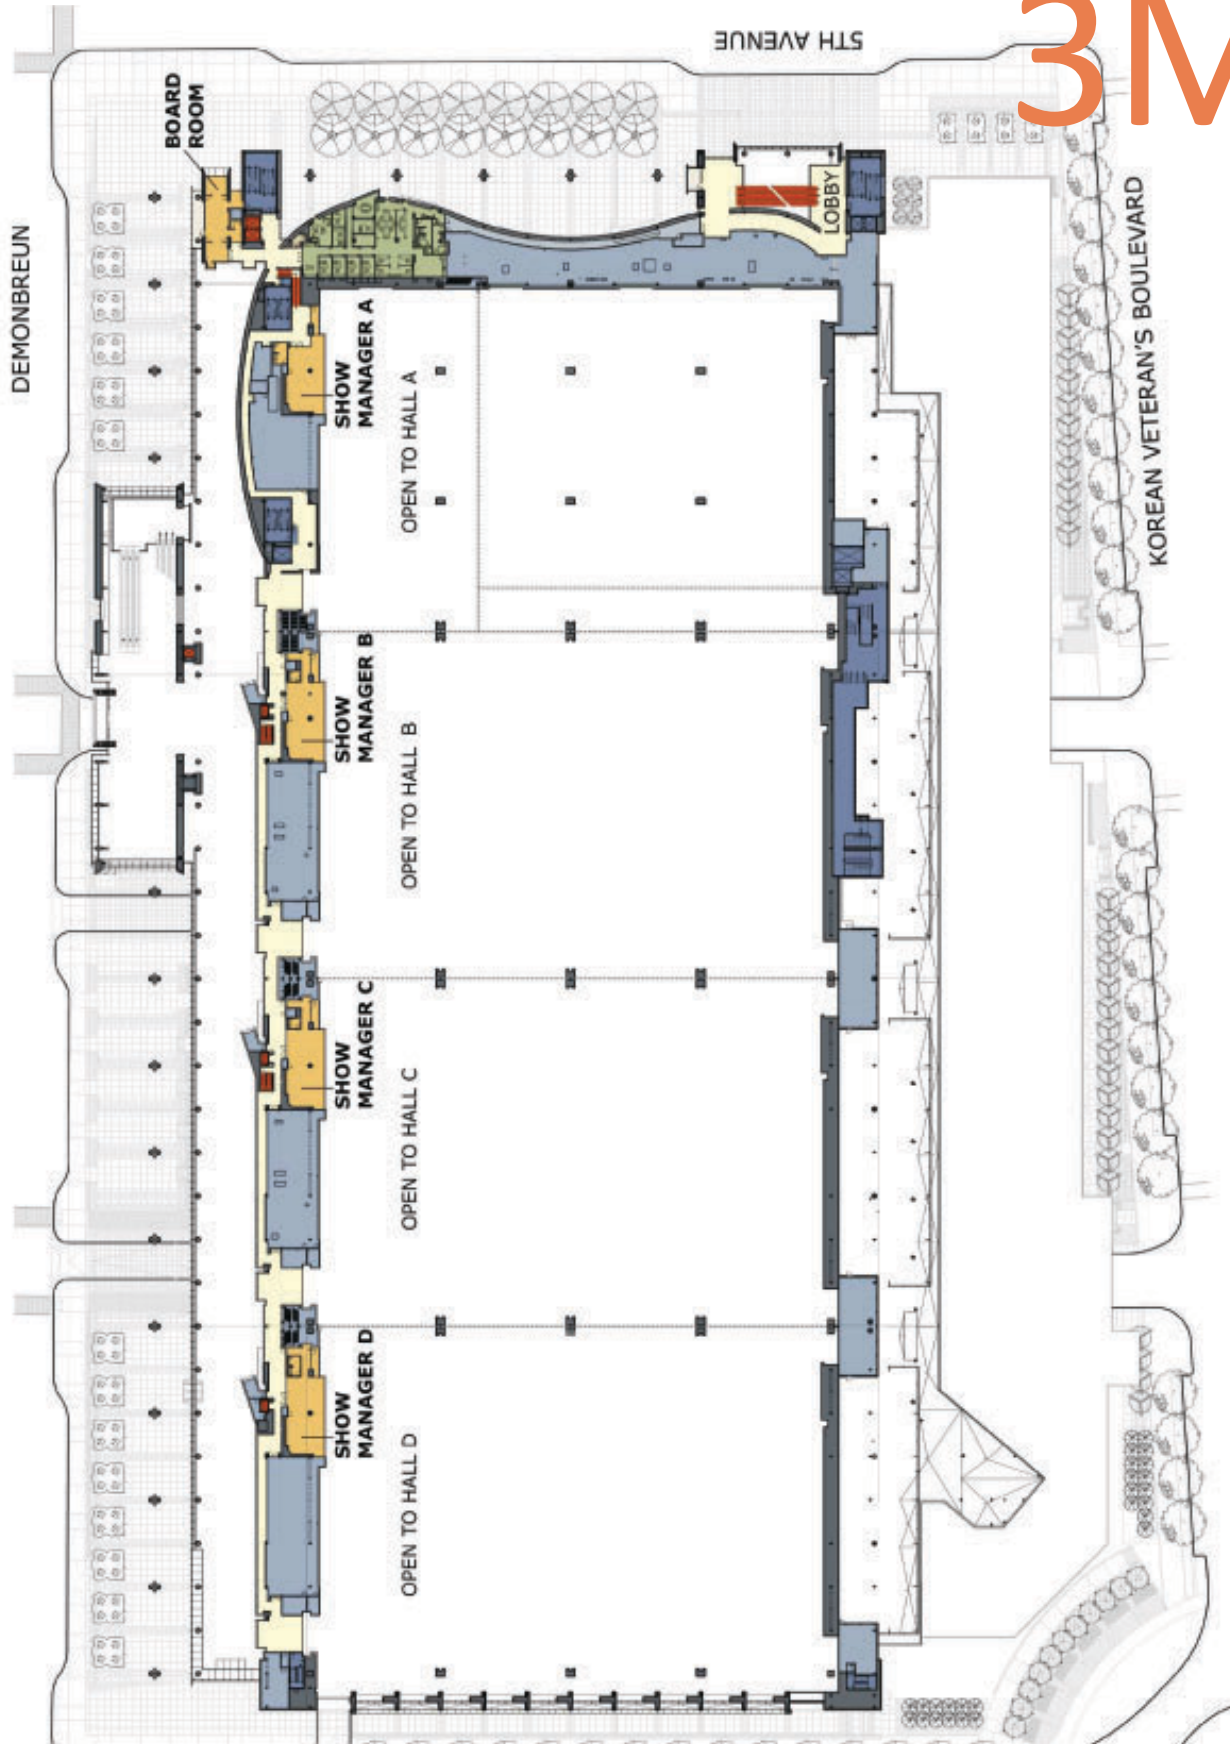 3M
5TH AVENUE
BOARD
ROOM
LOBBY
DEMONBREUN
KOREAN VETERAN'S BOULEVARD
SHOW
MANAGER A
OPEN TO HALL A
SHOW
MANAGER B
OPEN TO HALL B
SHOW
MANAGER C
OPEN TO HALL C
SHOW
MANAGER D
OPEN TO HALL D